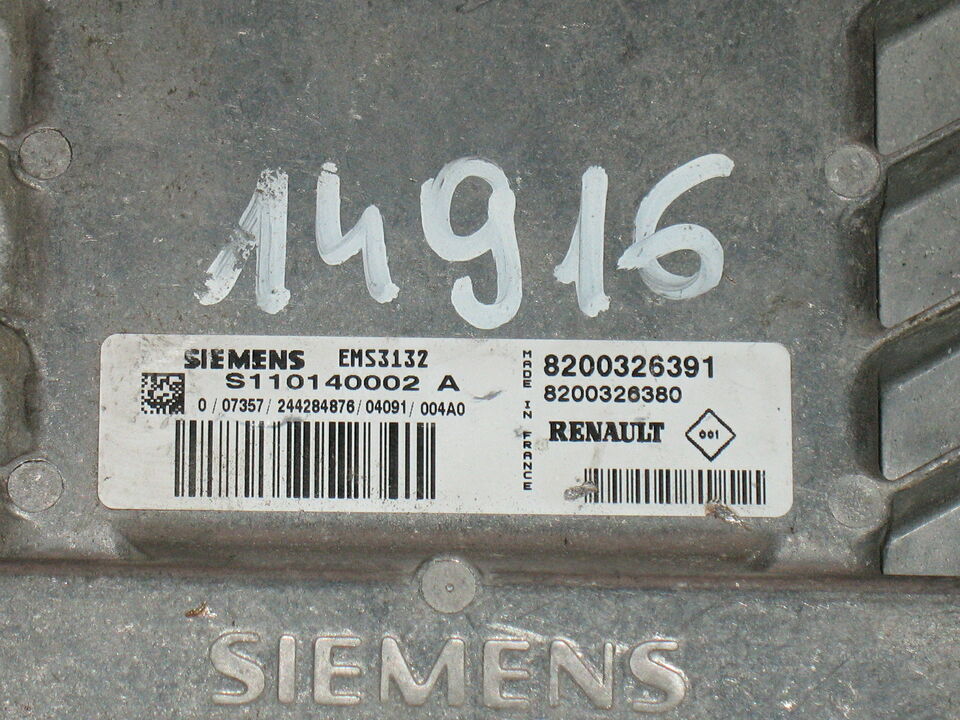 14916
SIEMENS EMS3132
S110140002 A
0 / 07357 / 244284876 / 04091 / 004A0
MADE IN FRANCE
8200326391
8200326380
RENAULT 001
SIEMENS